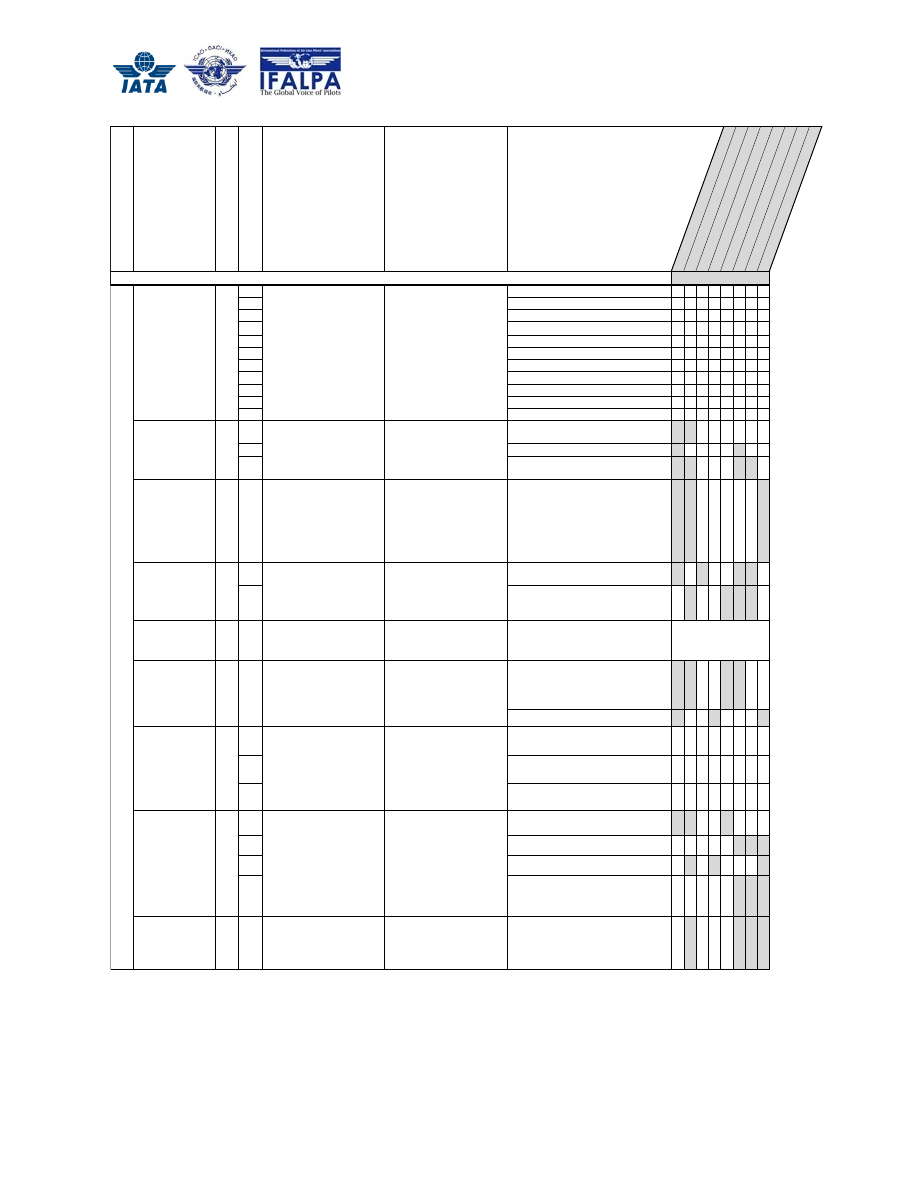 IATA
ICAO · OACI · ИКАО
International Federation of Air Line Pilots' Associations
IFALPA
The Global Voice of Pilots